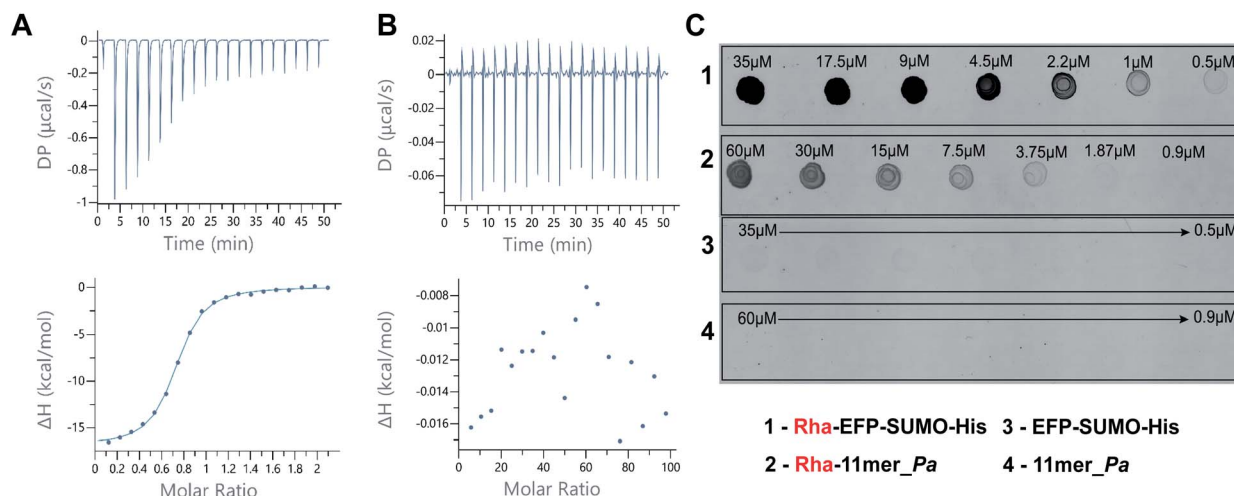 A
0
-0.2
-0.4
-0.6
-0.8
-1
DP (µcal/s)
0 5 10 15 20 25 30 35 40 45 50
Time (min)
0
-5
-10
-15
ΔH (kcal/mol)
0 0.2 0.4 0.6 0.8 1 1.2 1.4 1.6 1.8 2
Molar Ratio
B
0.02
0
-0.02
-0.04
-0.06
DP (µcal/s)
0 5 10 15 20 25 30 35 40 45 50
Time (min)
-0.008
-0.01
-0.012
-0.014
-0.016
ΔH (kcal/mol)
0 20 40 60 80 100
Molar Ratio
C
1
35µM 17.5µM 9µM 4.5µM 2.2µM 1µM 0.5µM
2
60µM 30µM 15µM 7.5µM 3.75µM 1.87µM 0.9µM
3
35µM 0.5µM
4
60µM 0.9µM
1 - Rha-EFP-SUMO-His 3 - EFP-SUMO-His
2 - Rha-11mer_Pa 4 - 11mer_Pa